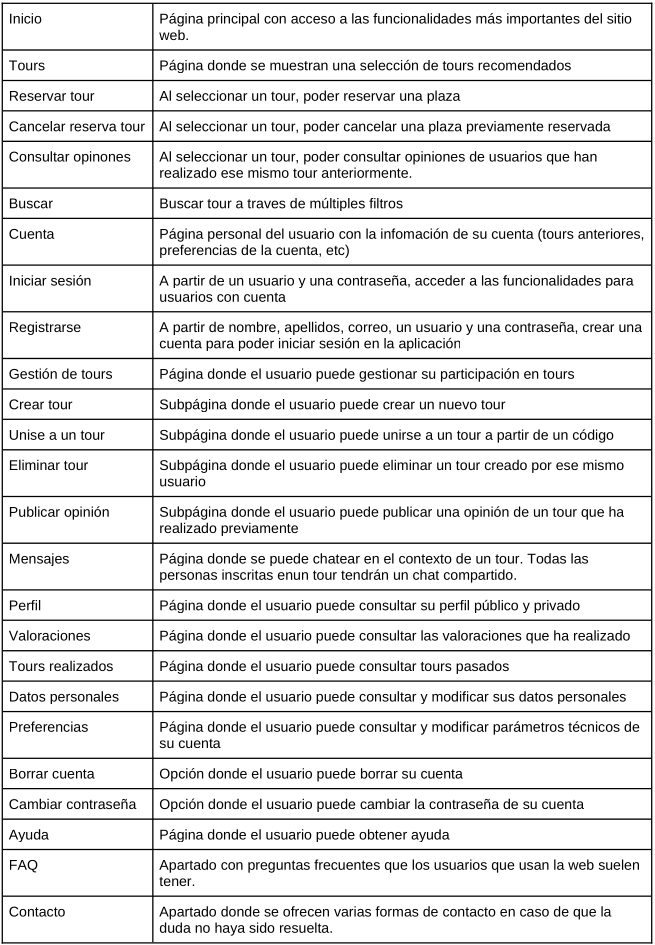 Inicio
Página principal con acceso a las funcionalidades más importantes del sitio
web.
Tours
Página donde se muestran una selección de tours recomendados
Reservar tour
Al seleccionar un tour, poder reservar una plaza
Cancelar reserva tour
Al seleccionar un tour, poder cancelar una plaza previamente reservada
Consultar opinones
Al seleccionar un tour, poder consultar opiniones de usuarios que han
realizado ese mismo tour anteriormente.
Buscar
Buscar tour a traves de múltiples filtros
Cuenta
Página personal del usuario con la infomación de su cuenta (tours anteriores,
preferencias de la cuenta, etc)
Iniciar sesión
A partir de un usuario y una contraseña, acceder a las funcionalidades para
usuarios con cuenta
Registrarse
A partir de nombre, apellidos, correo, un usuario y una contraseña, crear una
cuenta para poder iniciar sesión en la aplicación
Gestión de tours
Página donde el usuario puede gestionar su participación en tours
Crear tour
Subpágina donde el usuario puede crear un nuevo tour
Unise a un tour
Subpágina donde el usuario puede unirse a un tour a partir de un código
Eliminar tour
Subpágina donde el usuario puede eliminar un tour creado por ese mismo
usuario
Publicar opinión
Subpágina donde el usuario puede publicar una opinión de un tour que ha
realizado previamente
Mensajes
Página donde se puede chatear en el contexto de un tour. Todas las
personas inscritas enun tour tendrán un chat compartido.
Perfil
Página donde el usuario puede consultar su perfil público y privado
Valoraciones
Página donde el usuario puede consultar las valoraciones que ha realizado
Tours realizados
Página donde el usuario puede consultar tours pasados
Datos personales
Página donde el usuario puede consultar y modificar sus datos personales
Preferencias
Página donde el usuario puede consultar y modificar parámetros técnicos de
su cuenta
Borrar cuenta
Opción donde el usuario puede borrar su cuenta
Cambiar contraseña
Opción donde el usuario puede cambiar la contraseña de su cuenta
Ayuda
Página donde el usuario puede obtener ayuda
FAQ
Apartado con preguntas frecuentes que los usuarios que usan la web suelen
tener.
Contacto
Apartado donde se ofrecen varias formas de contacto en caso de que la
duda no haya sido resuelta.